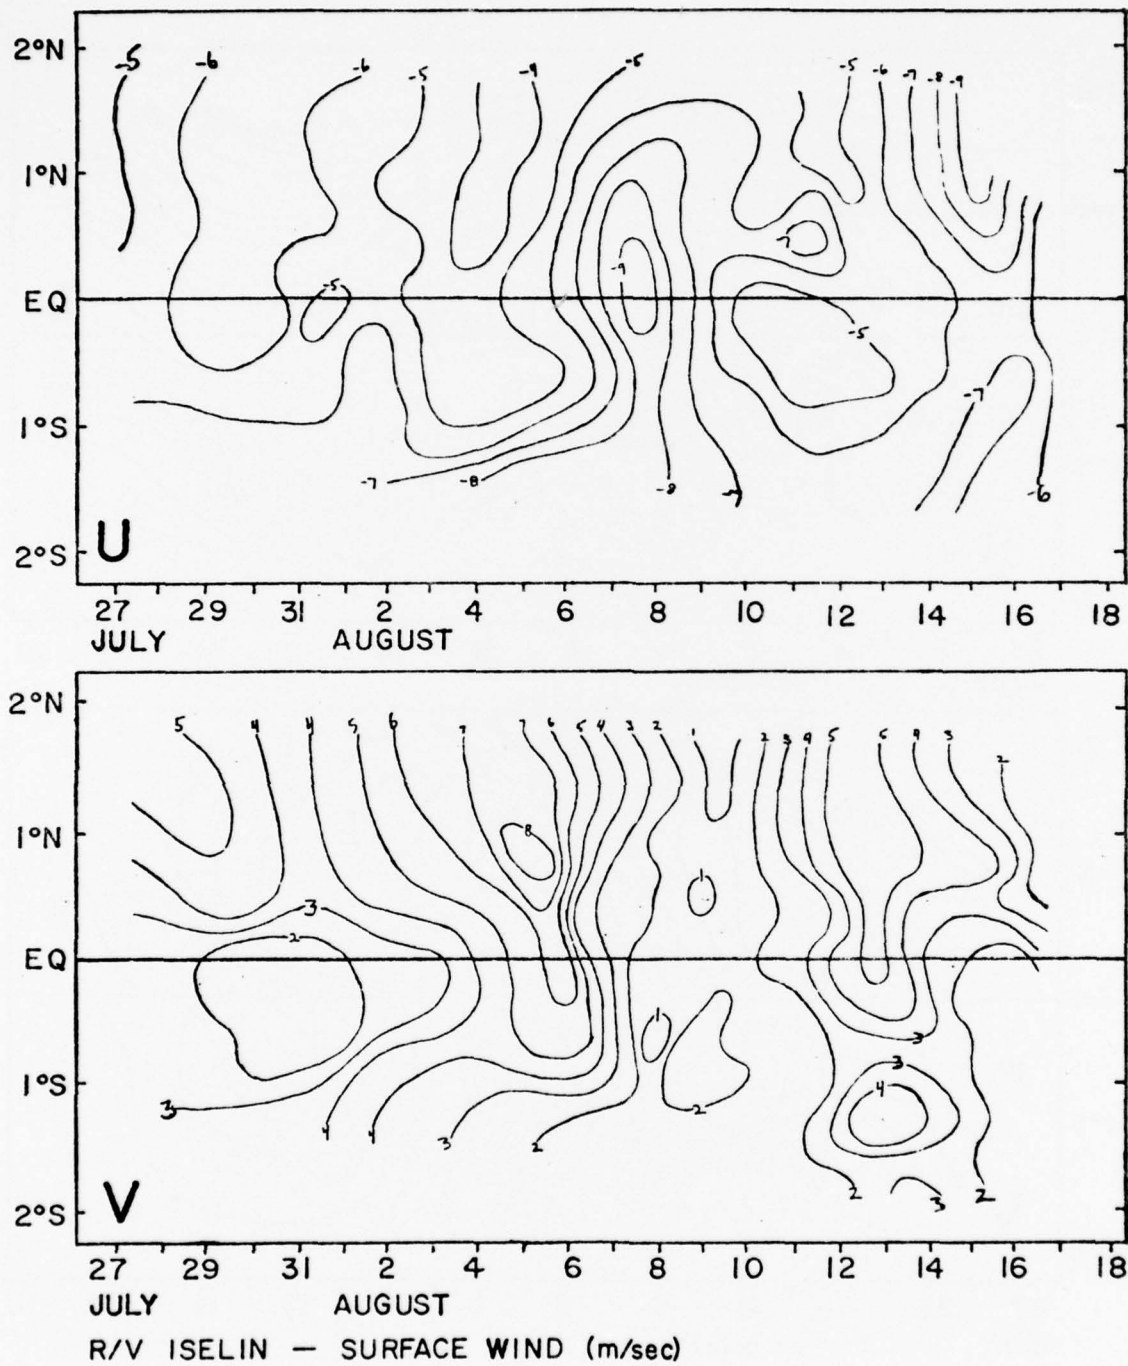 2°N
-5 -6 -6 -5 -9 -5 -5 -6 -7 -8 -9
1°N
-7
-9
-5
EQ
-5
-7
1°S
-7 -8 -8 -7 -6
U
2°S
27 29 31 2 4 6 8 10 12 14 16 18
JULY AUGUST
2°N
5 4 4 5 6 7 7 6 5 4 3 2 1 2 3 4 5 5 4 3 2
1°N
8
1
3
2
EQ
1
3
1°S
3
4
3 4 4 3 2 2
V
2 3 2
2°S
27 29 31 2 4 6 8 10 12 14 16 18
JULY AUGUST
R/V ISELIN — SURFACE WIND (m/sec)